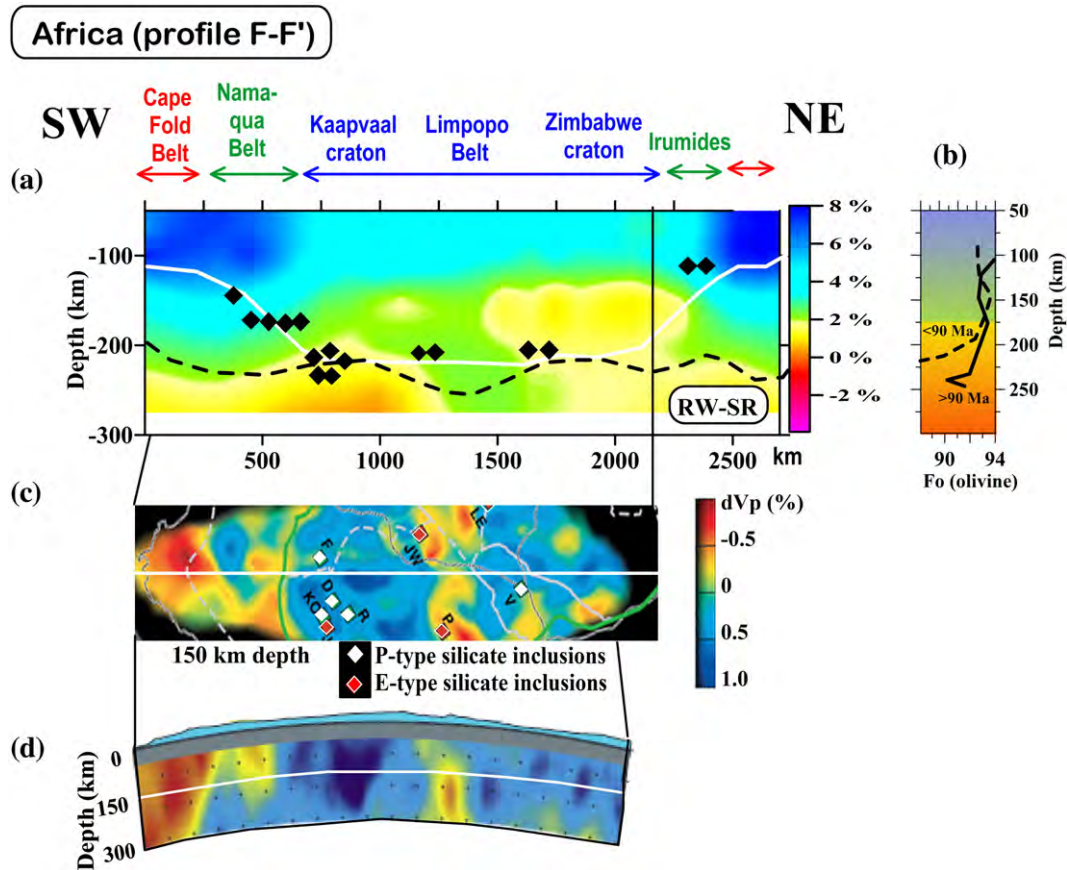 Africa (profile F-F')
SW
Cape
Fold
Belt
Nama-
qua
Belt
Kaapvaal
craton
Limpopo
Belt
Zimbabwe
craton
Irumides
NE
(a)
Depth (km)
-100
-200
-300
500
1000
1500
2000
2500
km
RW-SR
8 %
6 %
4 %
2 %
0 %
-2 %
(b)
50
100
150
200
250
Depth (km)
<90 Ma
>90 Ma
90
94
Fo (olivine)
(c)
F
D
KO
R
JW
LE
P
V
150 km depth
P-type silicate inclusions
E-type silicate inclusions
dVp (%)
-0.5
0
0.5
1.0
(d)
Depth (km)
0
150
300